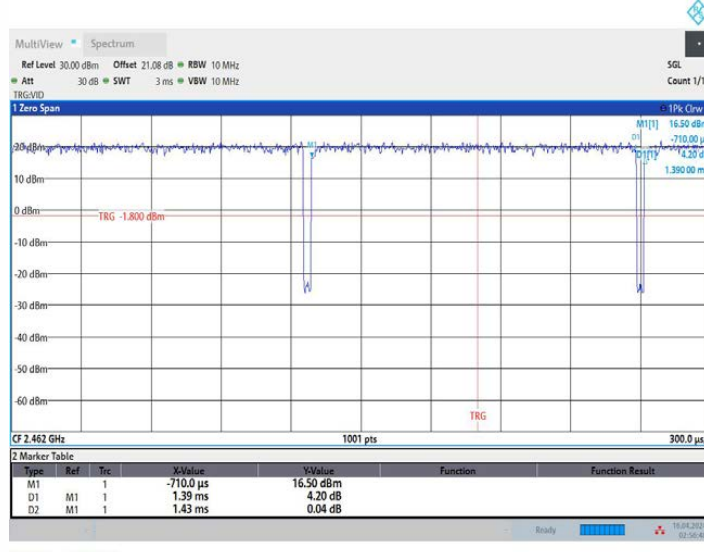 MultiView Spectrum
Ref Level 30.00 dBm Offset 21.08 dB RBW 10 MHz SGL
Att 30 dB SWT 3 ms VBW 10 MHz Count 1/1
TRG:VID
1 Zero Span 1Pk Clrw
M1[1] 16.50 dBm
-710.00 µ
D1[1] 4.20 d
1.390 00 m
M1
D1
20 dBm
10 dBm
0 dBm
TRG -1.800 dBm
-10 dBm
-20 dBm
-30 dBm
-40 dBm
-50 dBm
-60 dBm
TRG
CF 2.462 GHz 1001 pts 300.0 µs
2 Marker Table
Type Ref Trc X-Value Y-Value Function Function Result
M1 1 -710.0 µs 16.50 dBm
D1 M1 1 1.39 ms 4.20 dB
D2 M1 1 1.43 ms 0.04 dB
Ready